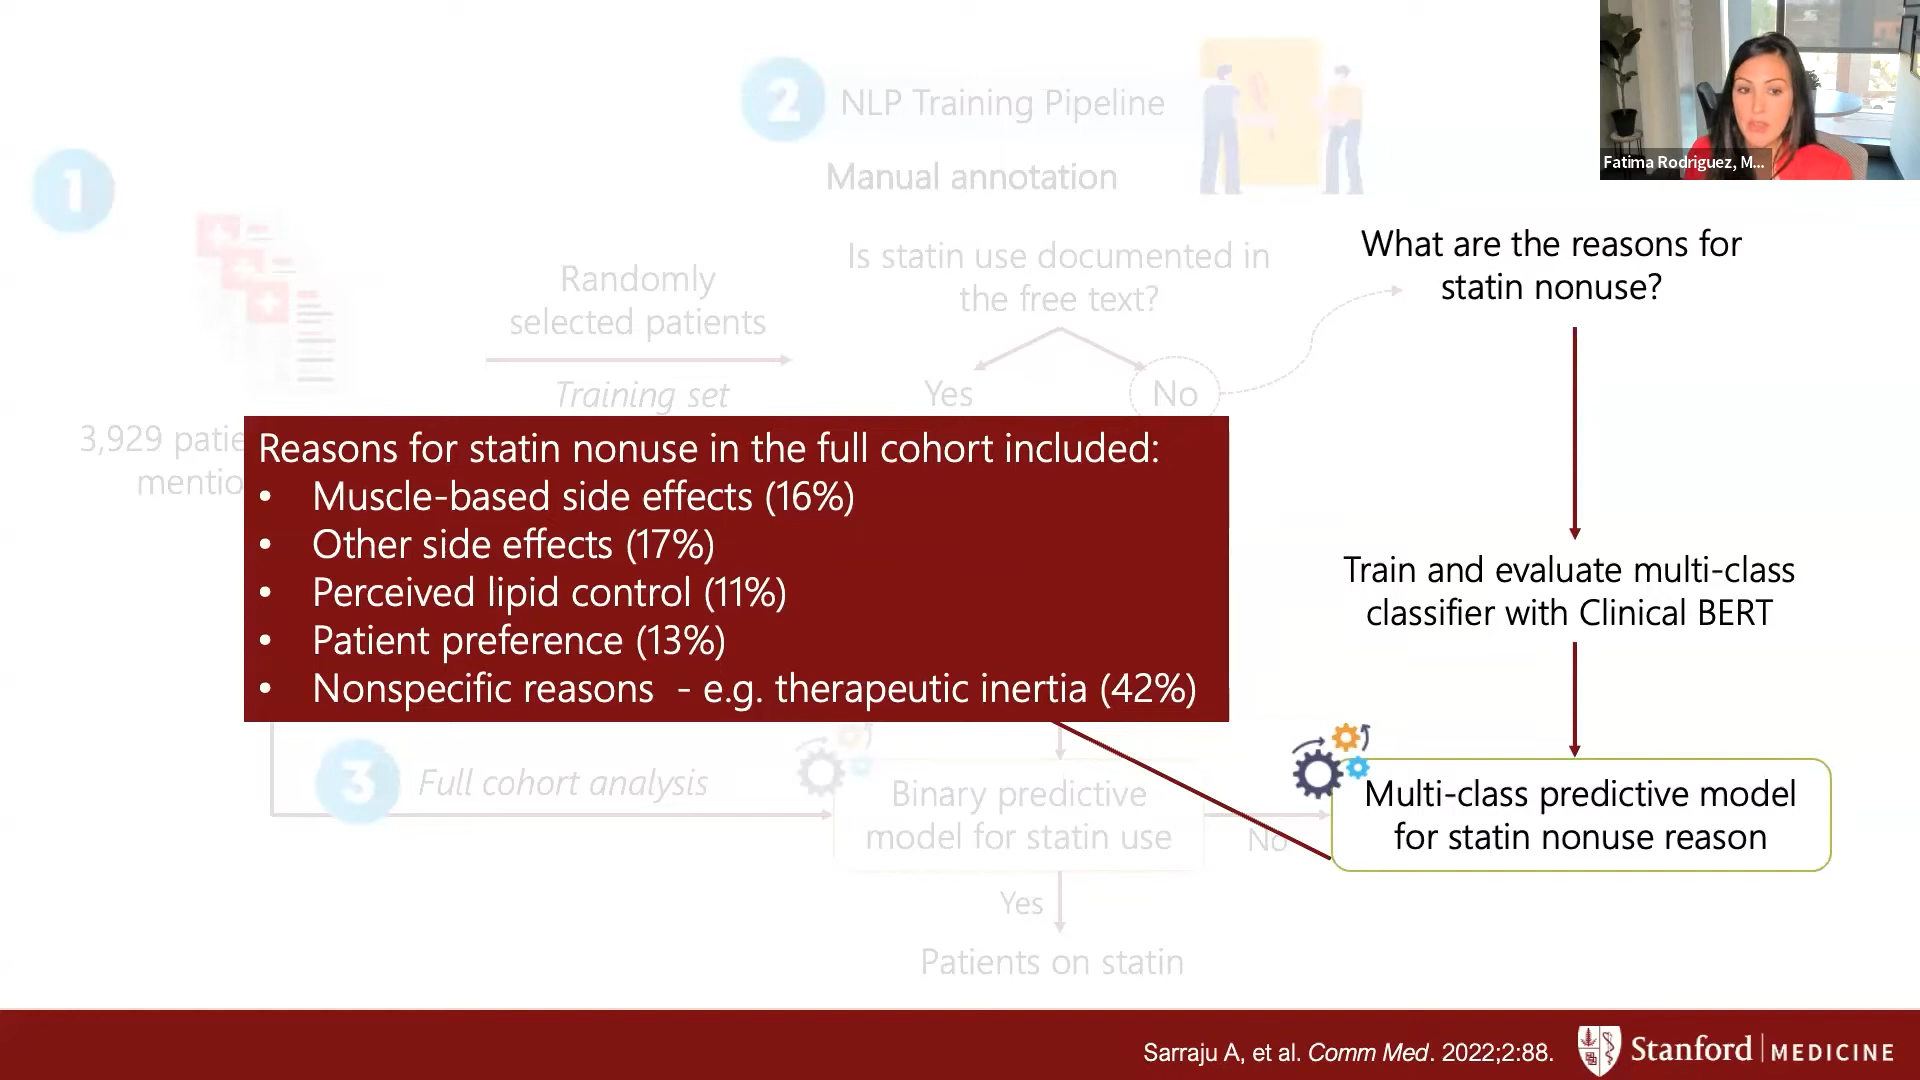 1
2
NLP Training Pipeline
Manual annotation
Randomly
selected patients
Training set
Is statin use documented in
the free text?
Yes
No
What are the reasons for
statin nonuse?
3,929 patie
mentio
Reasons for statin nonuse in the full cohort included:
• Muscle-based side effects (16%)
• Other side effects (17%)
• Perceived lipid control (11%)
• Patient preference (13%)
• Nonspecific reasons - e.g. therapeutic inertia (42%)
Train and evaluate multi-class
classifier with Clinical BERT
3
Full cohort analysis
Binary predictive
model for statin use
No
Multi-class predictive model
for statin nonuse reason
Yes
Patients on statin
Fatima Rodriguez, M...
Sarraju A, et al. Comm Med. 2022;2:88.
Stanford MEDICINE